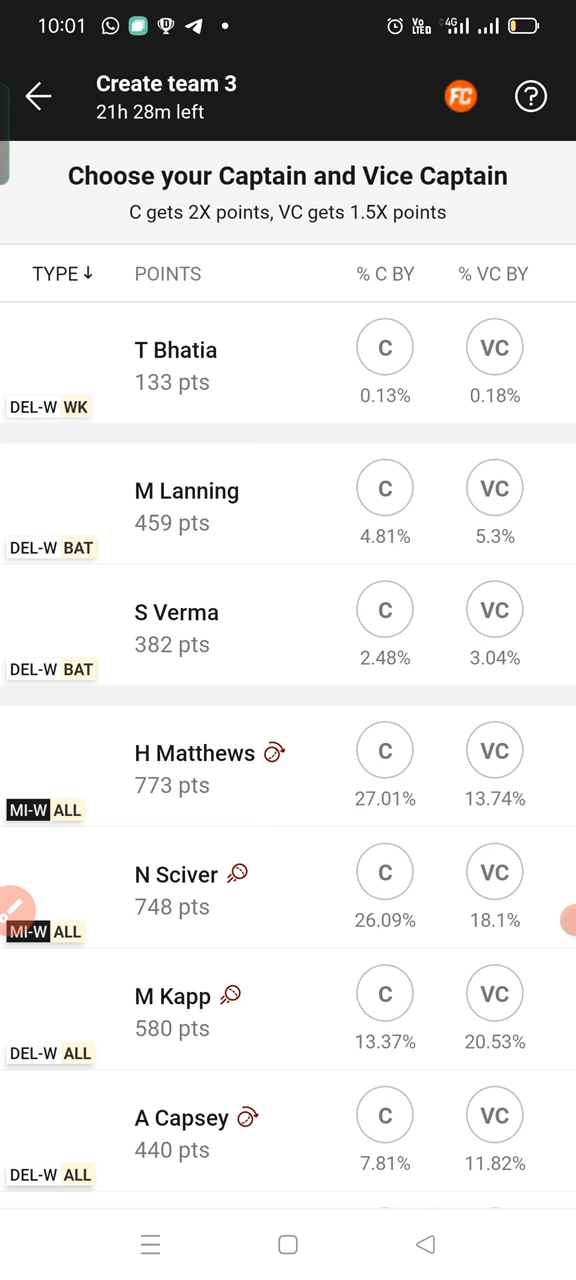 10:01
Vo LTED 4G
Create team 3
21h 28m left
FC
?
Choose your Captain and Vice Captain
C gets 2X points, VC gets 1.5X points
TYPE↓ POINTS % C BY % VC BY
T Bhatia C VC
133 pts 0.13% 0.18%
DEL-W WK
M Lanning C VC
459 pts 4.81% 5.3%
DEL-W BAT
S Verma C VC
382 pts 2.48% 3.04%
DEL-W BAT
H Matthews C VC
773 pts 27.01% 13.74%
MI-W ALL
N Sciver C VC
748 pts 26.09% 18.1%
MI-W ALL
M Kapp C VC
580 pts 13.37% 20.53%
DEL-W ALL
A Capsey C VC
440 pts 7.81% 11.82%
DEL-W ALL